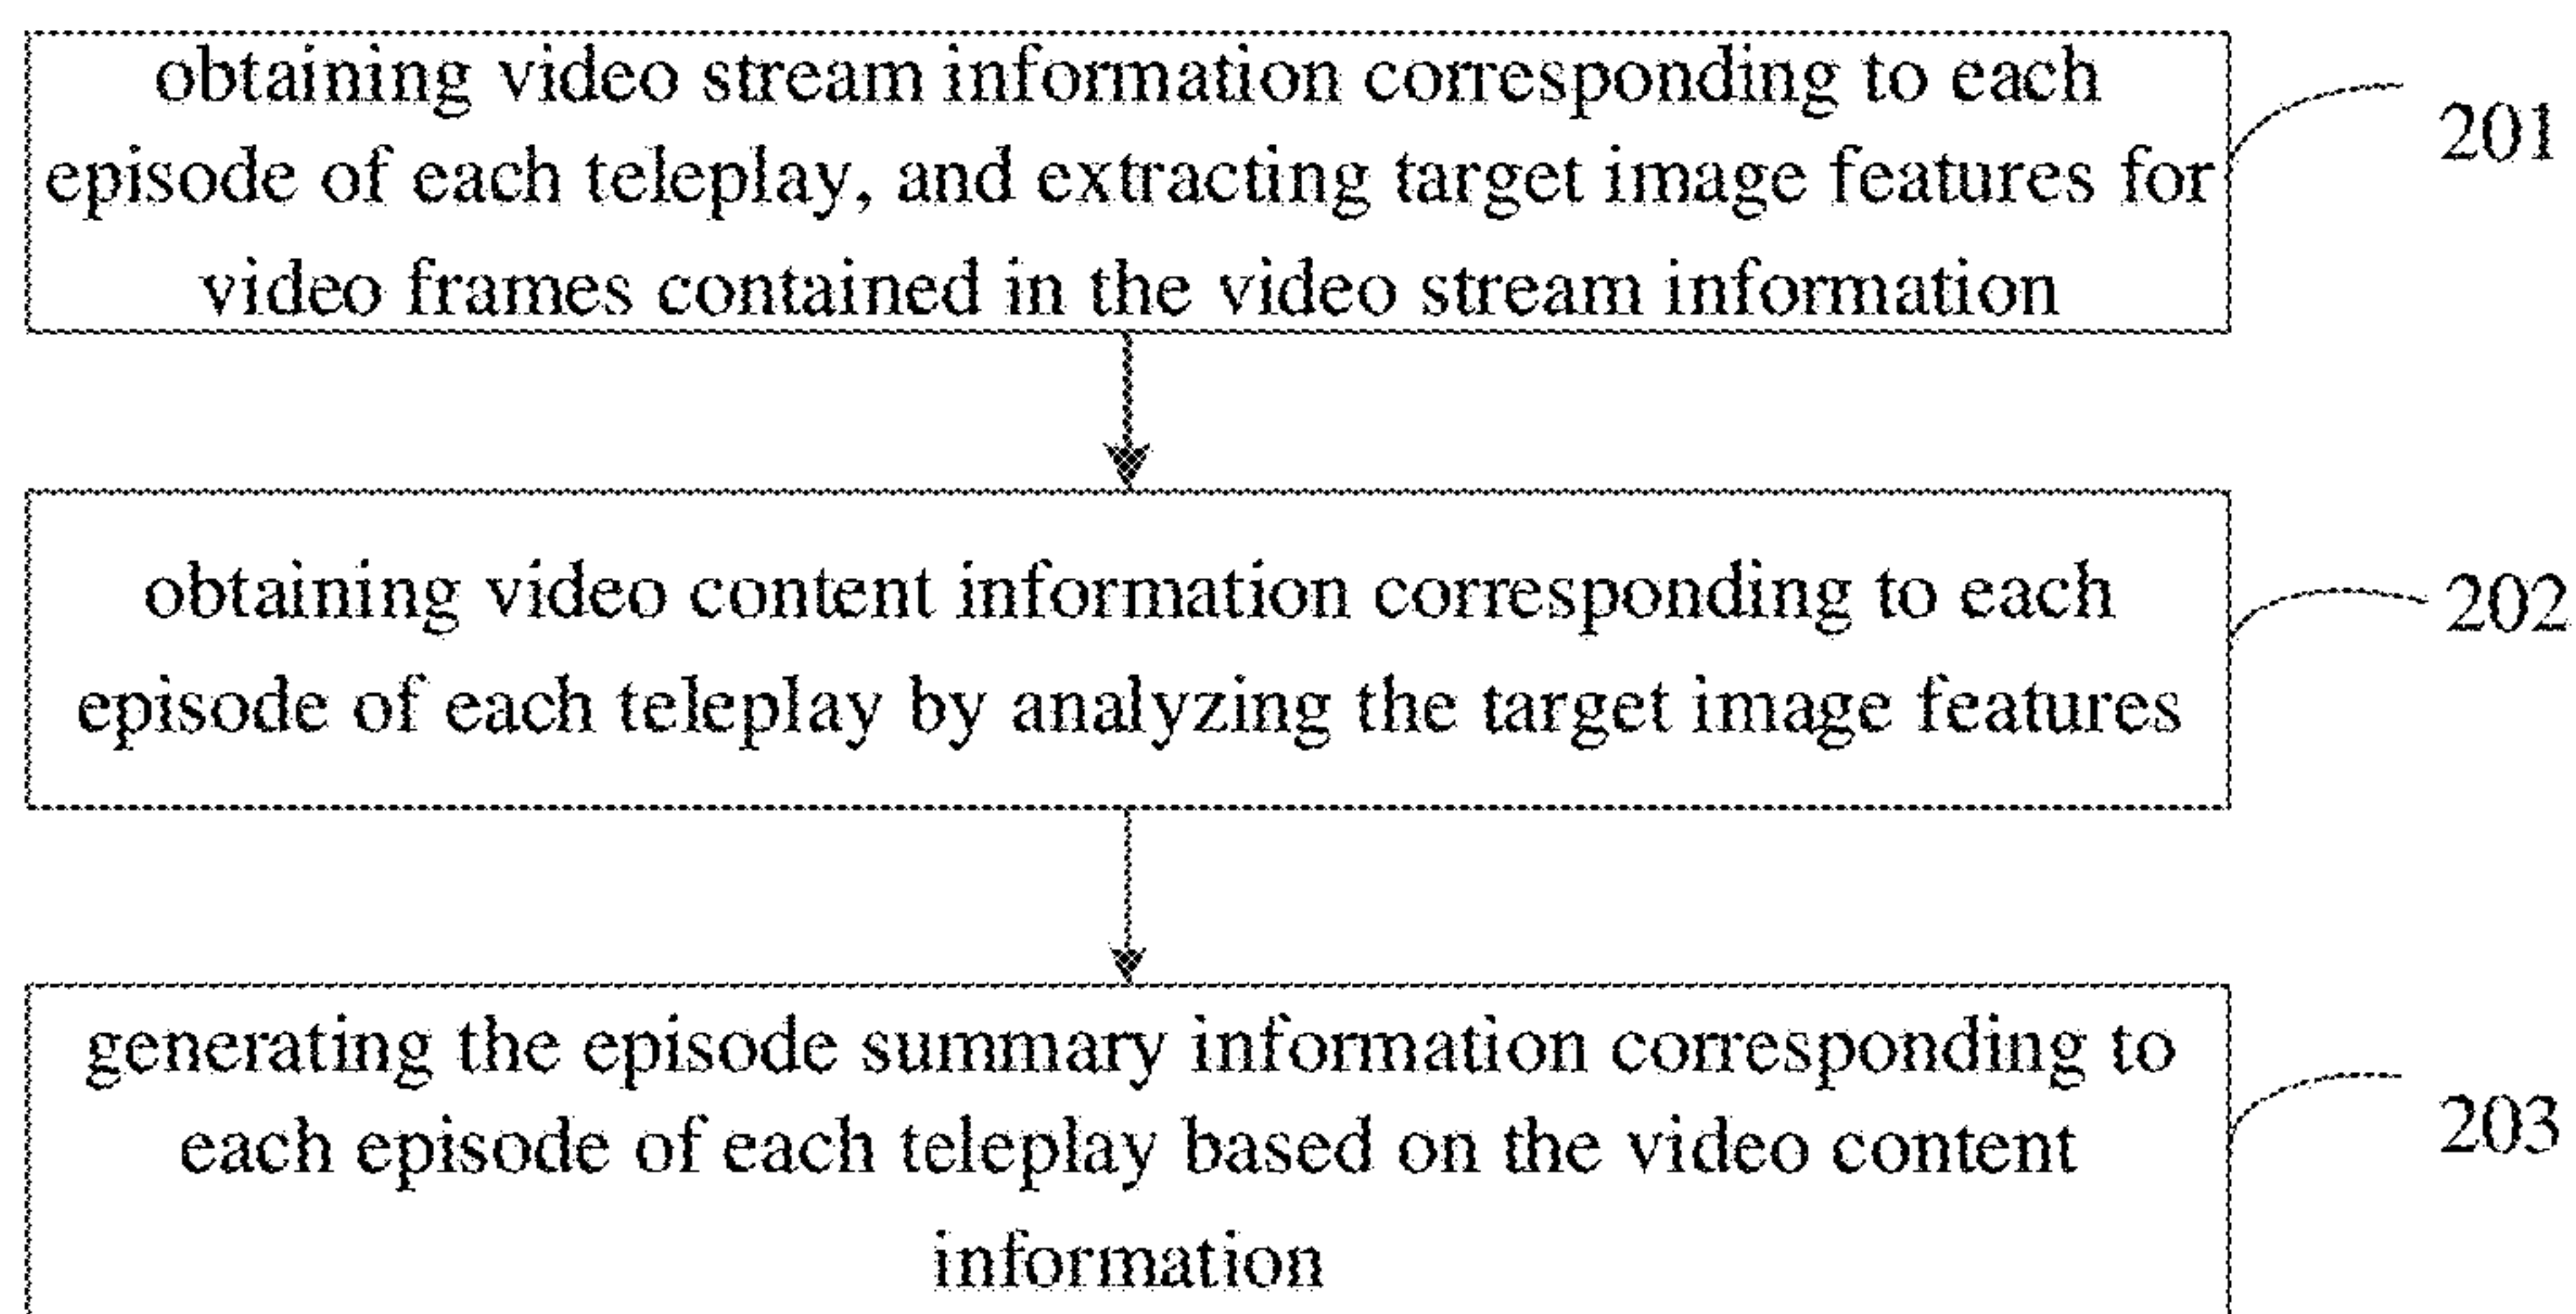 obtaining video stream information corresponding to each
episode of each teleplay, and extracting target image features for
video frames contained in the video stream information
201
obtaining video content information corresponding to each
episode of each teleplay by analyzing the target image features
202
generating the episode summary information corresponding to
each episode of each teleplay based on the video content
information
203